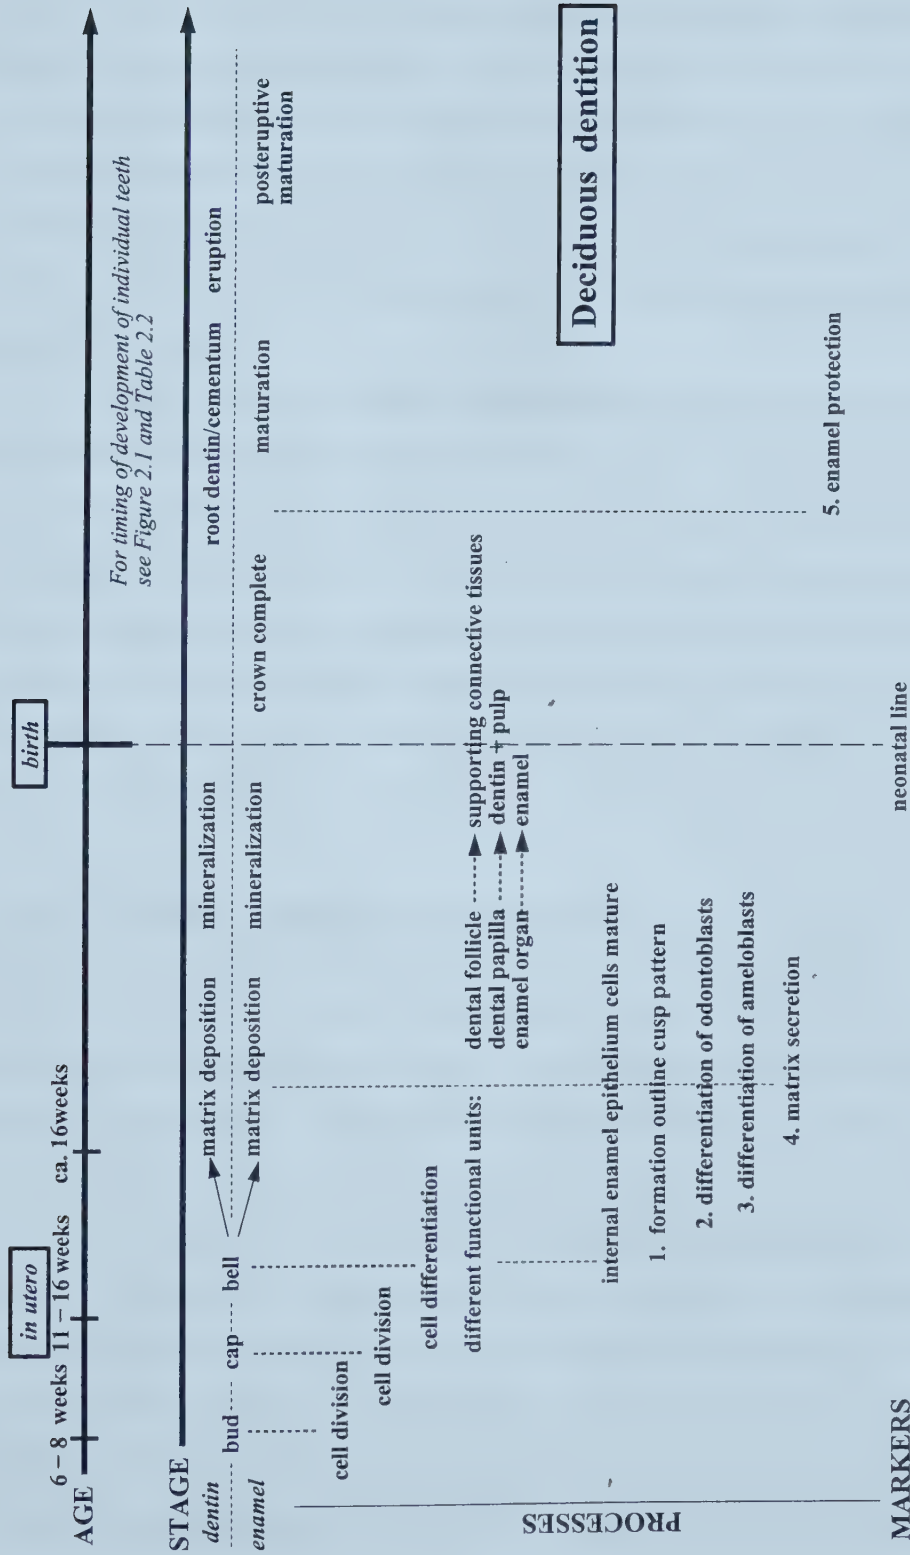 in utero
birth
6 – 8 weeks 11 – 16 weeks ca. 16weeks
AGE
For timing of development of individual teeth
see Figure 2.1 and Table 2.2
STAGE
dentin
matrix deposition mineralization root dentin/cementum eruption
bud cap bell
enamel
matrix deposition mineralization crown complete maturation posteruptive
maturation
PROCESSES
cell division
cell division
cell differentiation
different functional units:
dental follicle supporting connective tissues
dental papilla dentin + pulp
enamel organ enamel
internal enamel epithelium cells mature
1. formation outline cusp pattern
2. differentiation of odontoblasts
3. differentiation of ameloblasts
4. matrix secretion
5. enamel protection
Deciduous dentition
MARKERS
neonatal line